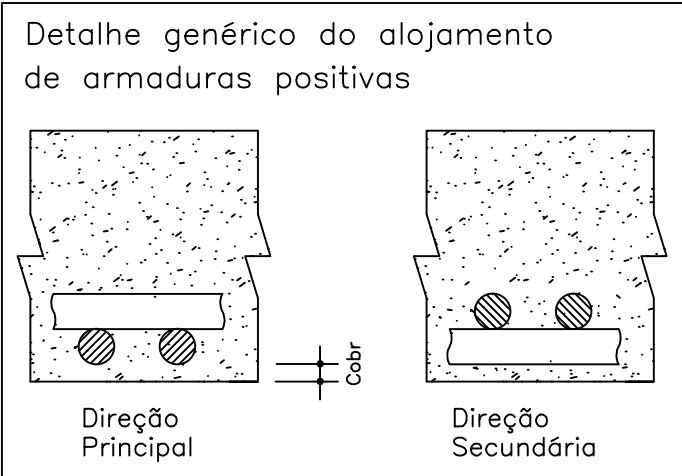 Detalhe genérico do alojamento
de armaduras positivas
Cobr
Direção
Principal
Direção
Secundária